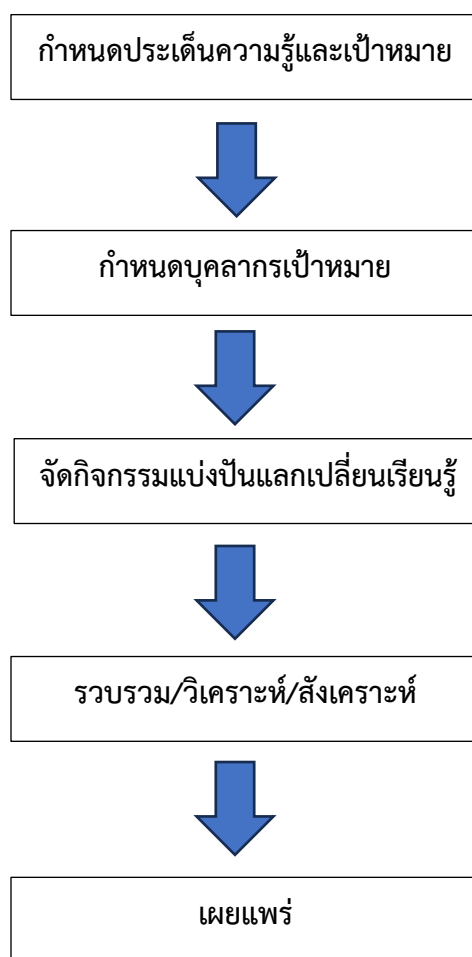 กำหนดประเด็นความรู้และเป้าหมาย
กำหนดบุคลากรเป้าหมาย
จัดกิจกรรมแบ่งปันแลกเปลี่ยนเรียนรู้
รวบรวม/วิเคราะห์/สังเคราะห์
เผยแพร่